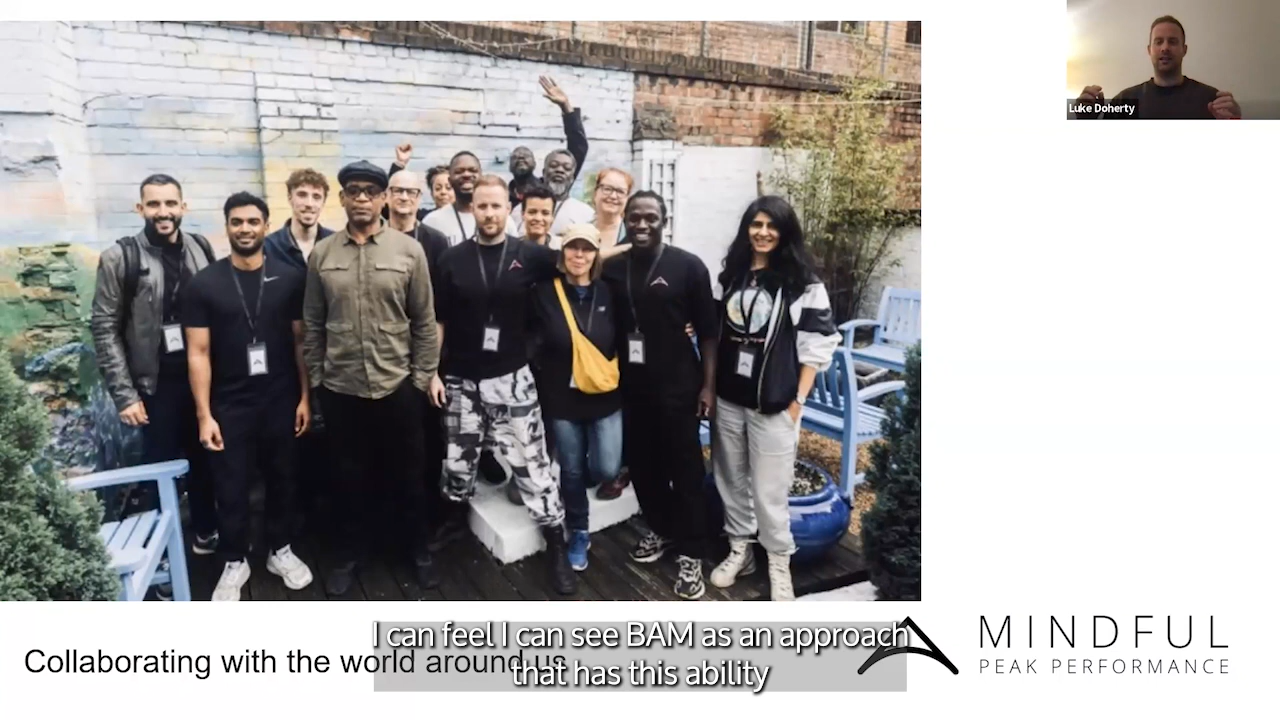 Luke Doherty
I can feel I can see BAM as an approach
that has this ability
Collaborating with the world around us
MINDFUL
PEAK PERFORMANCE